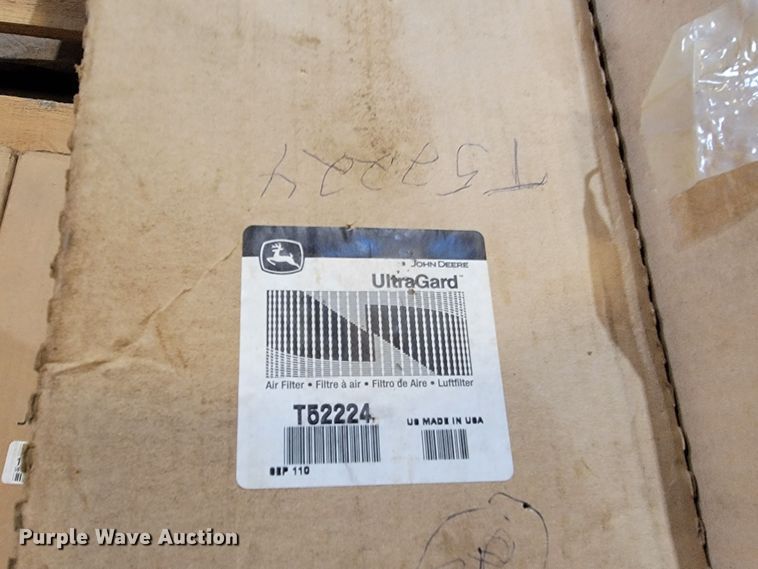 T52224
JOHN DEERE
UltraGard™
Air Filter • Filtre à air • Filtro de Aire • Luftfilter
T52224
US MADE IN USA
SEP 110
Purple Wave Auction